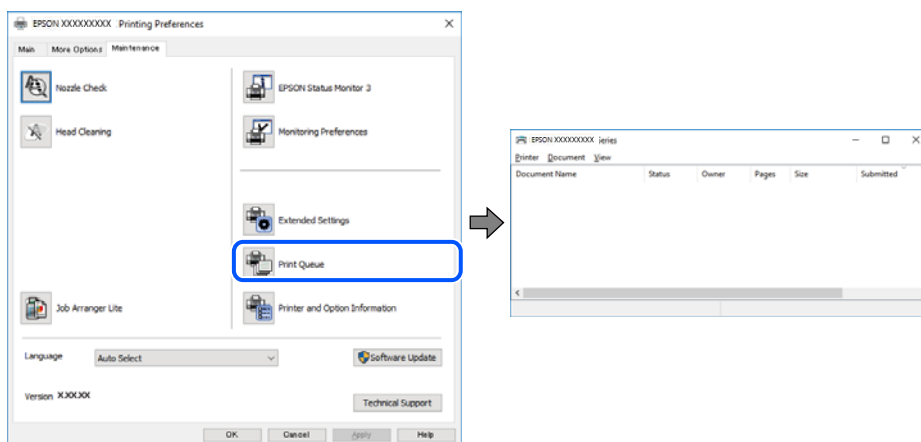 EPSON XXXXXXXXX Printing Preferences
Main More Options Maintenance
Nozzle Check
EPSON Status Monitor 3
Head Cleaning
Monitoring Preferences
Extended Settings
Print Queue
Job Arranger Lite
Printer and Option Information
Language Auto Select
Software Update
Version X.XX.XX
Technical Support
OK Cancel Apply Help
EPSON XXXXXXXXX ieries
Printer Document View
Document Name Status Owner Pages Size Submitted